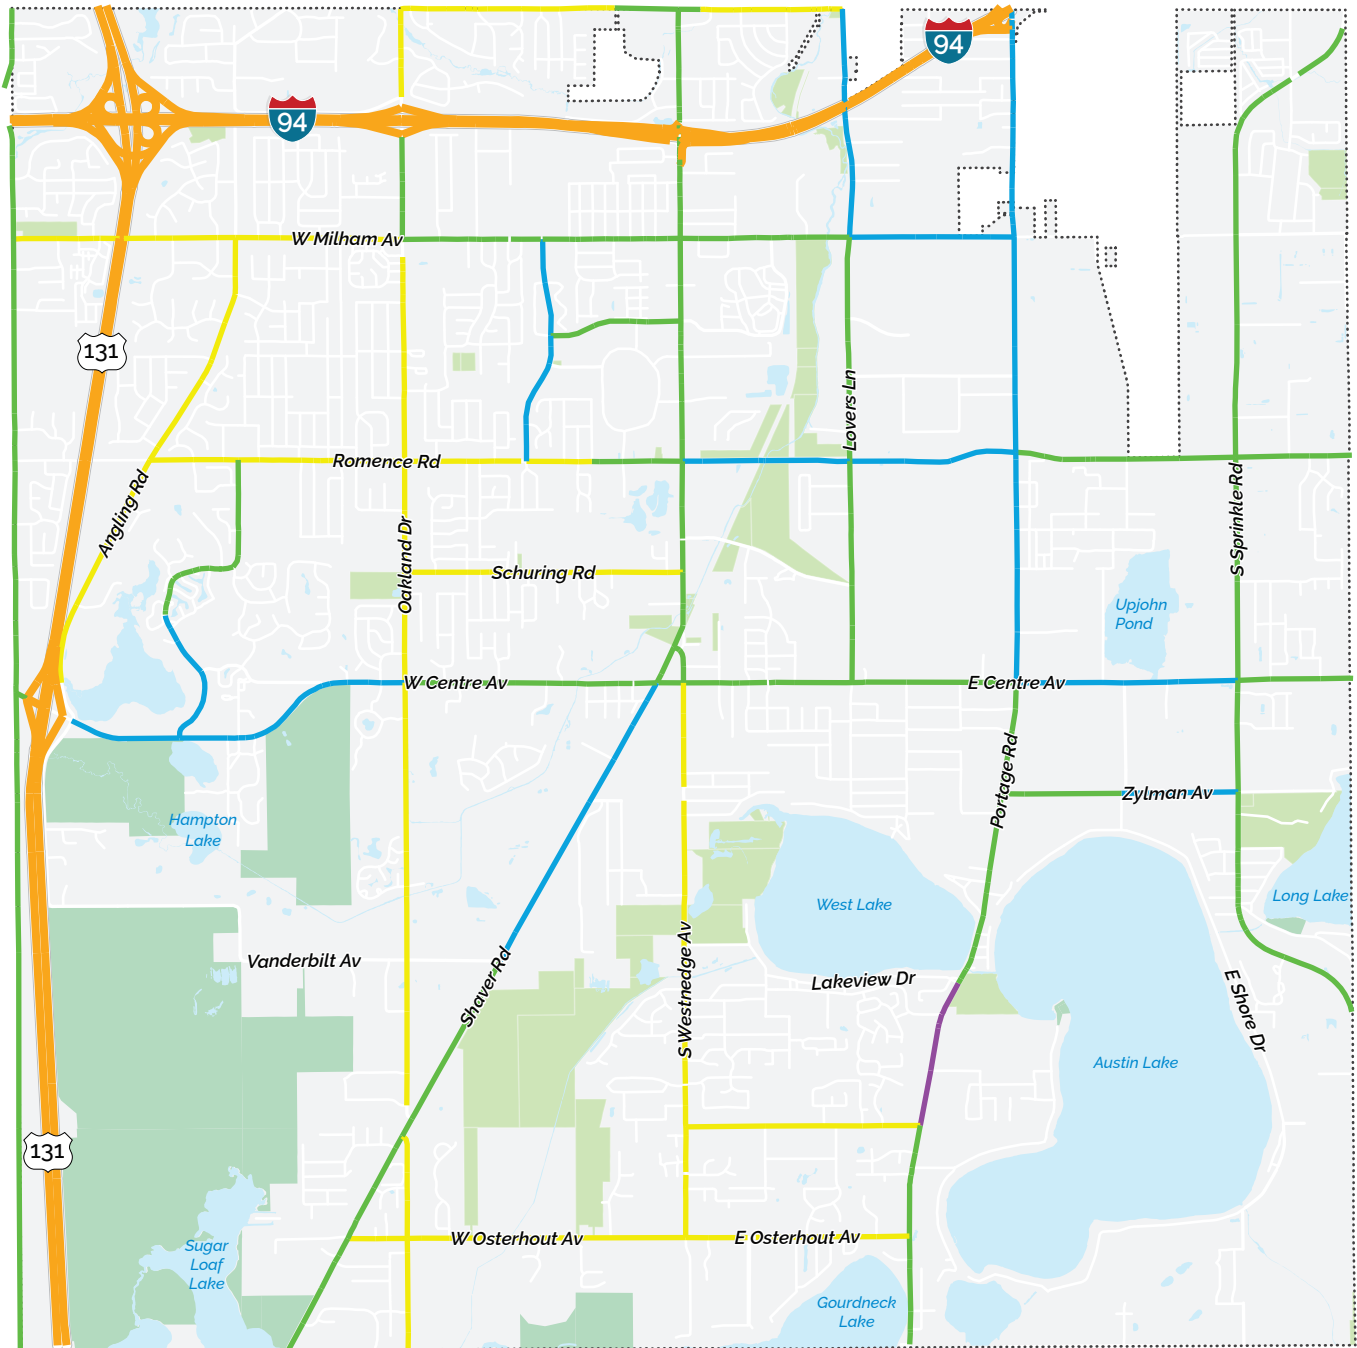 94
94
W Milham Av
131
Lovers Ln
Romence Rd
Angling Rd
S Sprinkle Rd
Oakland Dr
Schuring Rd
Upjohn
Pond
W Centre Av
E Centre Av
Portage Rd
Zylman Av
Hampton
Lake
West Lake
Long Lake
Vanderbilt Av
Shaver Rd
S Westnedge Av
Lakeview Dr
E Shore Dr
Austin Lake
131
W Osterhout Av
E Osterhout Av
Sugar
Loaf
Lake
Gourdneck
Lake